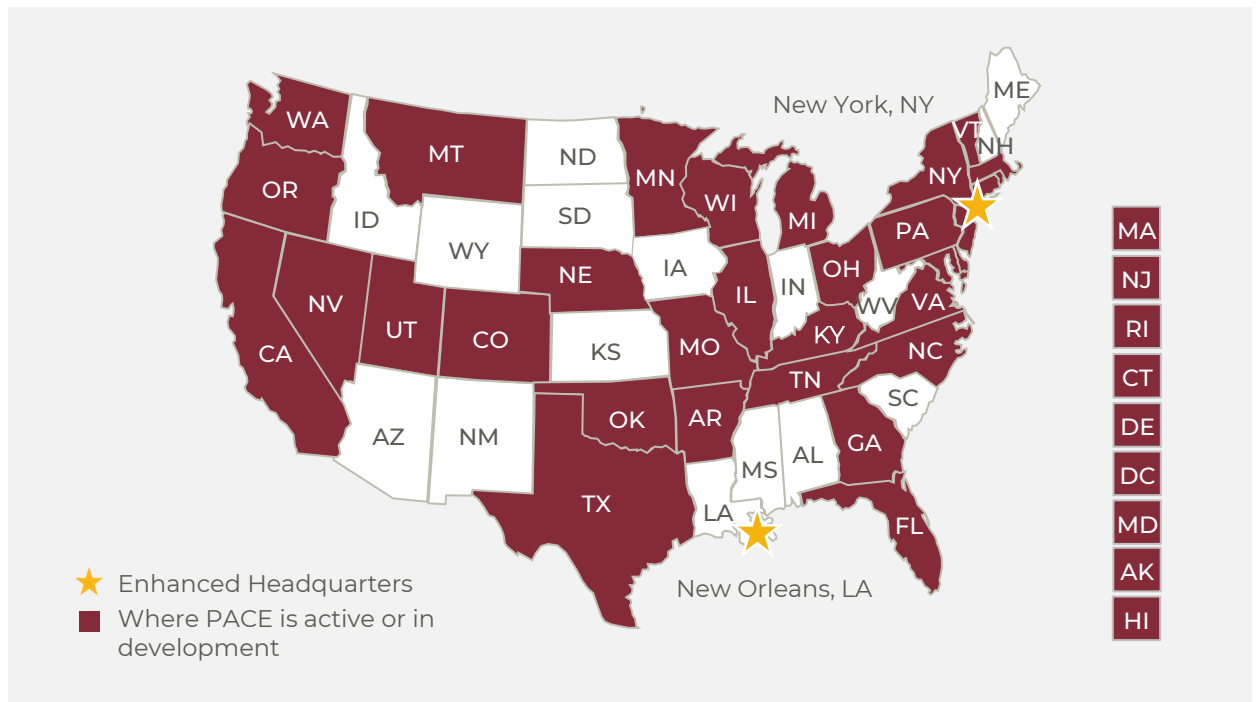 New York, NY
ME
WA
VT
NH
MT
ND
MN
NY
OR
WI
SD
ID
MI
PA
WY
IA
NE
OH
IN
IL
NV
WV
VA
UT
CO
KY
MO
NC
CA
KS
TN
SC
OK
AR
AZ
NM
GA
AL
MS
TX
LA
FL
MA
NJ
RI
CT
DE
DC
MD
AK
HI
New Orleans, LA
Enhanced Headquarters
Where PACE is active or in
development